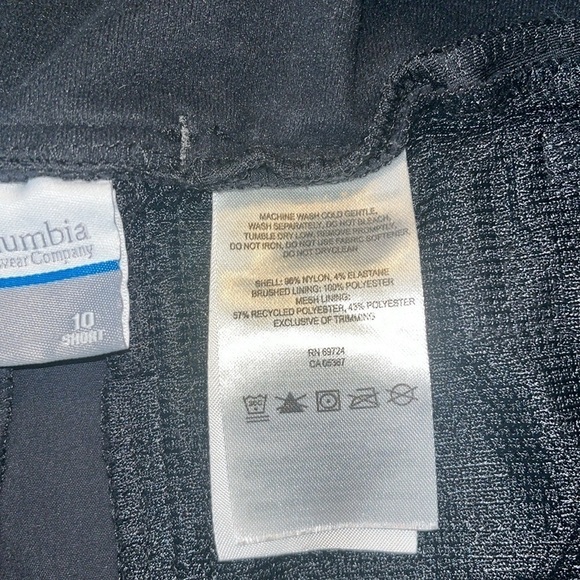 umbia
wear Company
10
SHORT
MACHINE WASH COLD GENTLE,
WASH SEPARATELY, DO NOT BLEACH,
TUMBLE DRY LOW, REMOVE PROMPTLY,
DO NOT IRON, DO NOT USE FABRIC SOFTENER,
DO NOT DRY CLEAN.
SHELL: 96% NYLON, 4% ELASTANE
BRUSHED LINING: 100% POLYESTER
MESH LINING:
57% RECYCLED POLYESTER, 43% POLYESTER
EXCLUSIVE OF TRIMMING
RN 69724
CA 05367